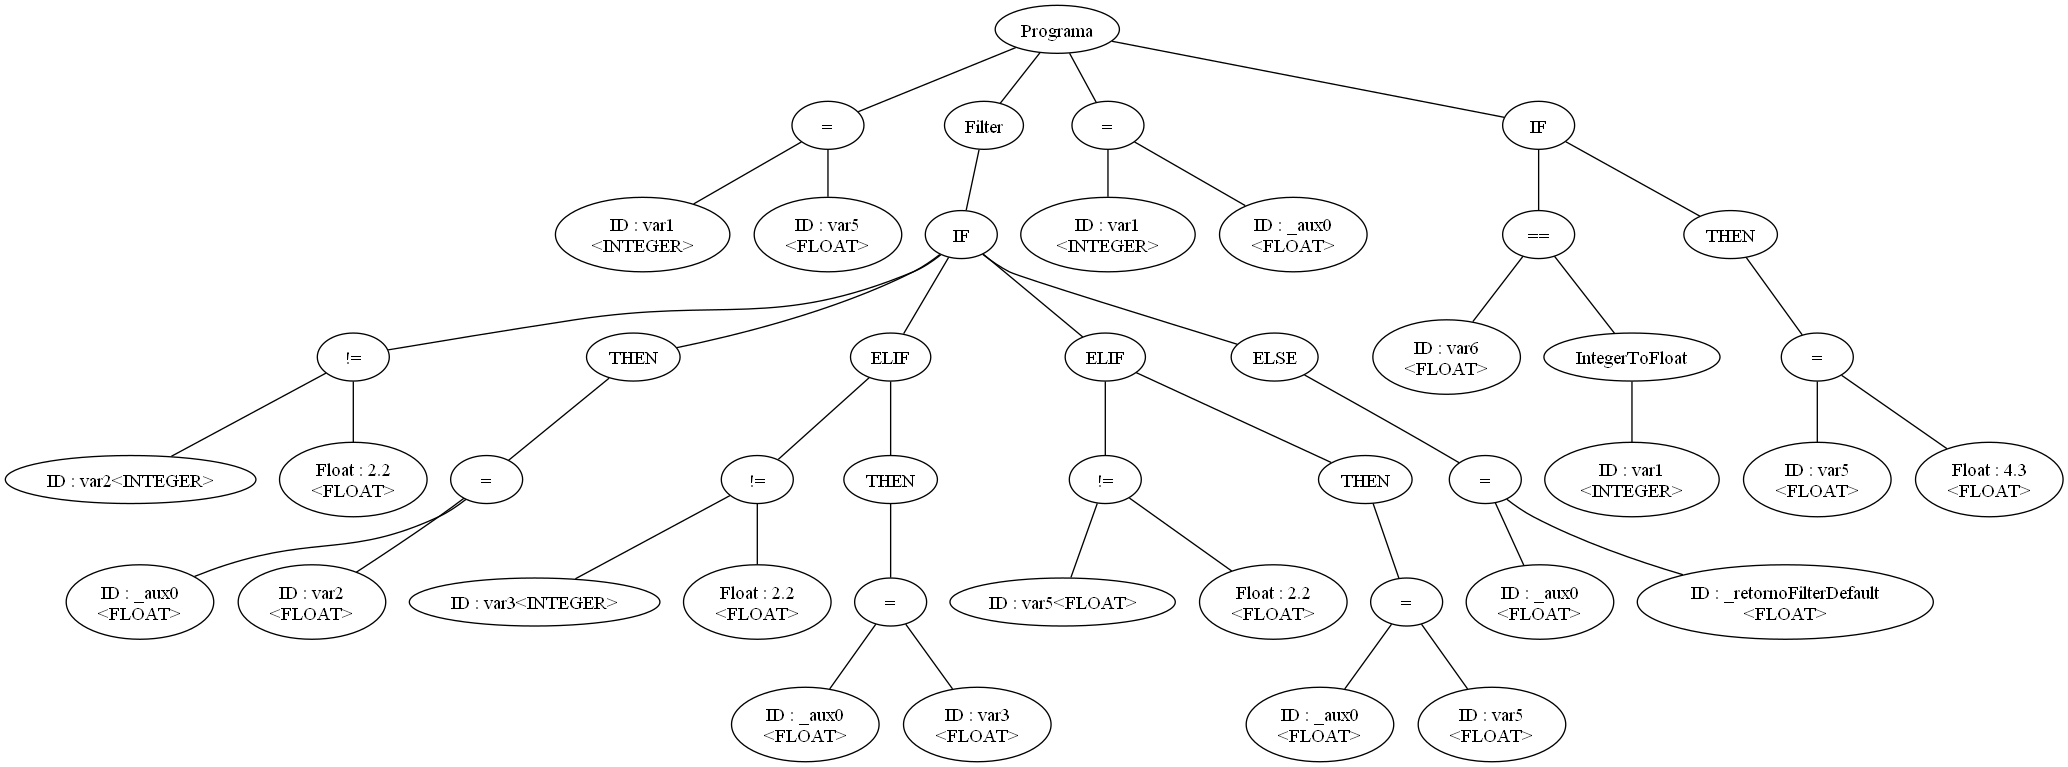 Programa
=
Filter
=
IF
ID : var1
<INTEGER>
ID : var5
<FLOAT>
IF
ID : var1
<INTEGER>
ID : _aux0
<FLOAT>
==
THEN
!=
THEN
ELIF
ELIF
ELSE
ID : var6
<FLOAT>
IntegerToFloat
=
ID : var2<INTEGER>
Float : 2.2
<FLOAT>
=
!=
THEN
!=
THEN
=
ID : var1
<INTEGER>
ID : var5
<FLOAT>
Float : 4.3
<FLOAT>
ID : _aux0
<FLOAT>
ID : var2
<FLOAT>
ID : var3<INTEGER>
Float : 2.2
<FLOAT>
=
ID : var5<FLOAT>
Float : 2.2
<FLOAT>
=
ID : _aux0
<FLOAT>
ID : _retornoFilterDefault
<FLOAT>
ID : _aux0
<FLOAT>
ID : var3
<FLOAT>
ID : _aux0
<FLOAT>
ID : var5
<FLOAT>